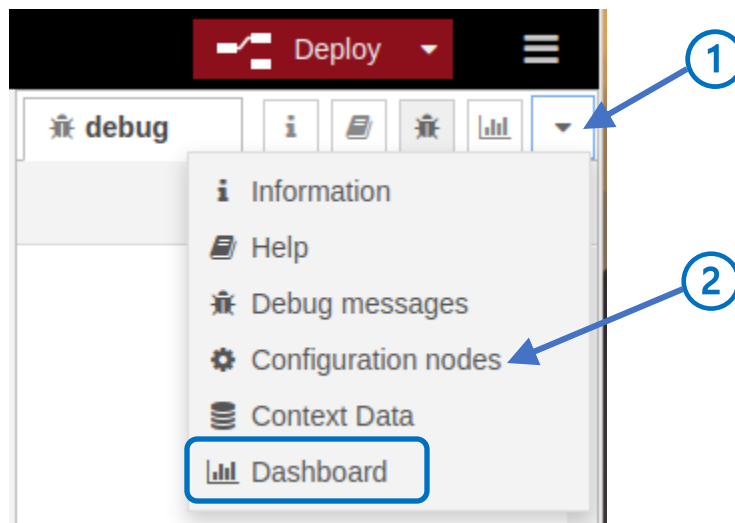 Deploy
1
debug
i
i Information
Help
Debug messages
2
Configuration nodes
Context Data
Dashboard